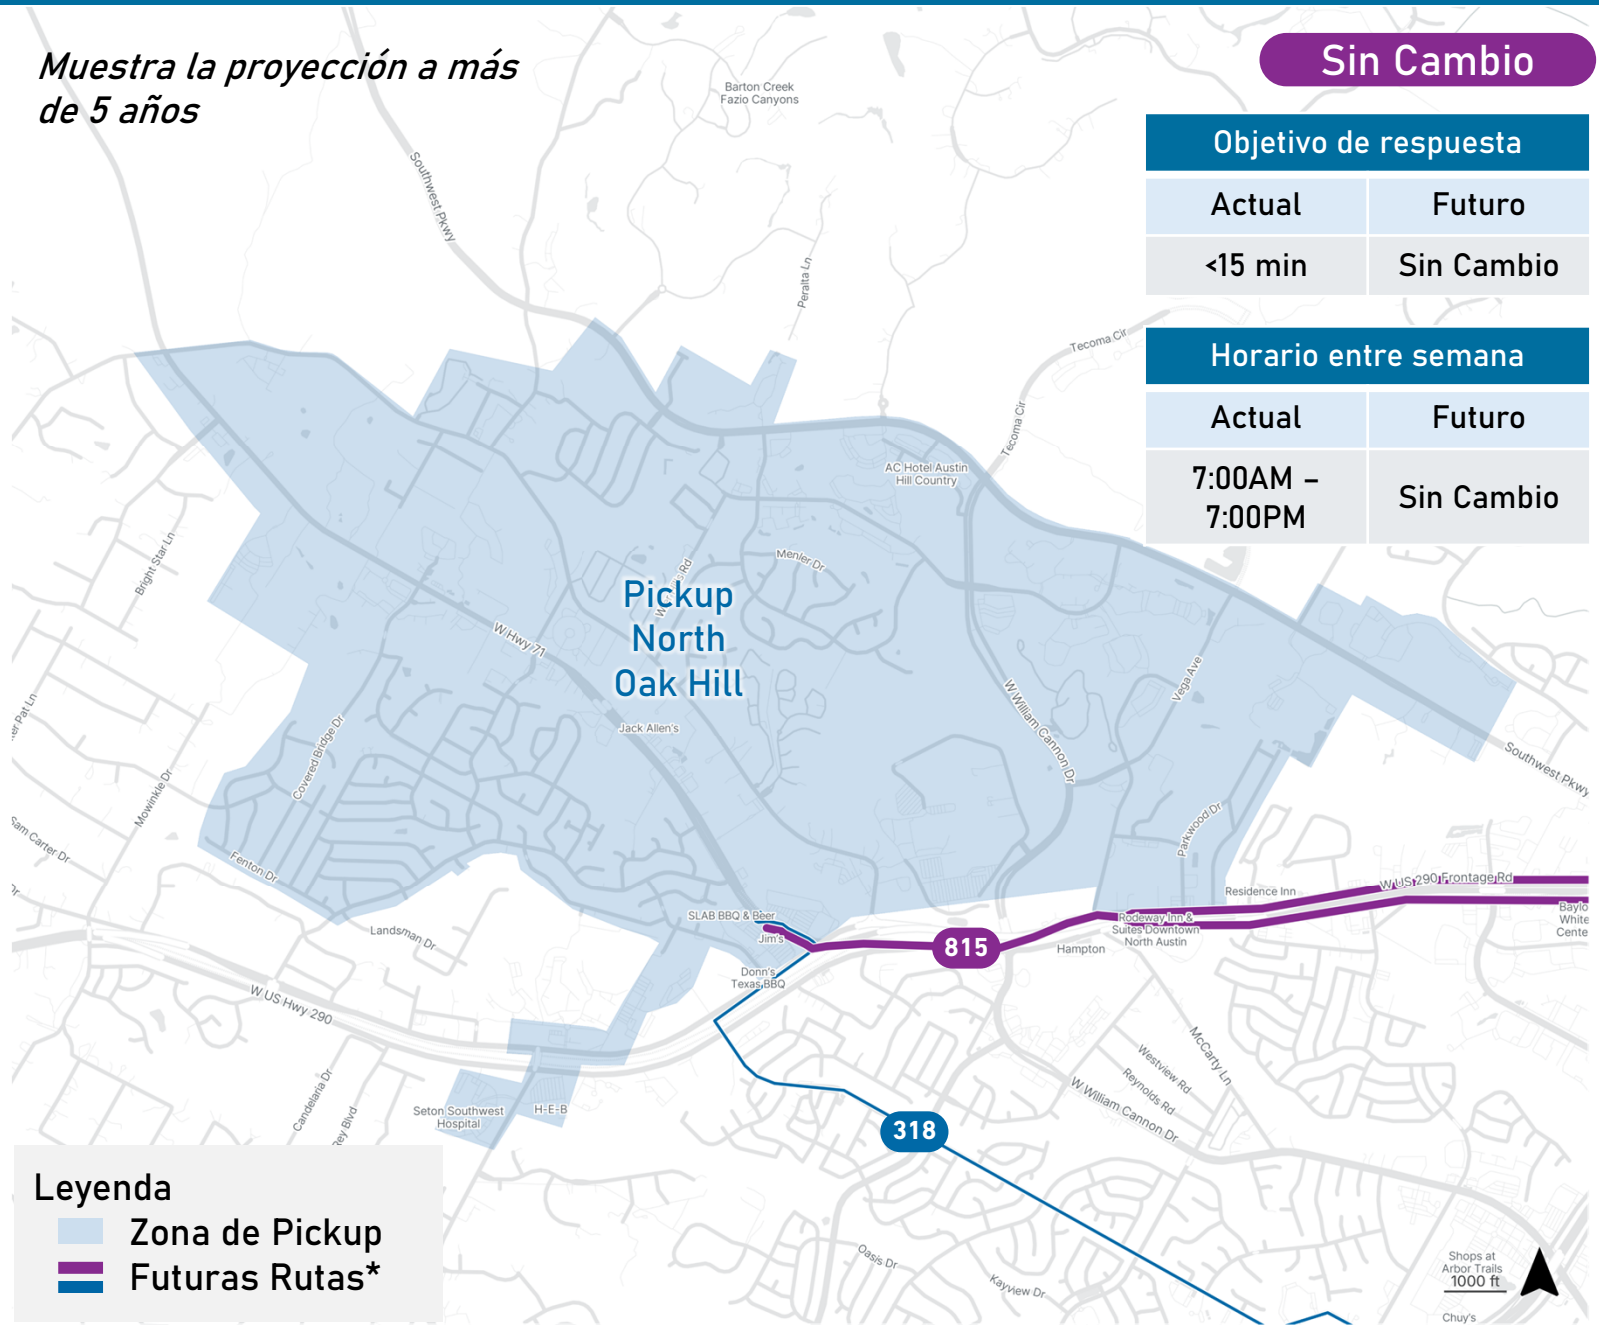 Muestra la proyección a más
de 5 años
Sin Cambio
Objetivo de respuesta
Actual
Futuro
<15 min
Sin Cambio
Horario entre semana
Actual
Futuro
7:00AM –
7:00PM
Sin Cambio
Barton Creek
Fazio Canyons
Southwest Pkwy
Peralta Ln
Tecoma Cir
Tecoma Cir
AC Hotel Austin
Hill Country
Bright Star Ln
Menler Dr
Pickup
North
Oak Hill
W Hwy 71
Jack Allen's
Vega Ave
W William Cannon Dr
Pat Ln
Covered Bridge Dr
Mowinkle Dr
Southwest Pkwy
Sam Carter Dr
Parkwood Dr
Fenton Dr
Residence Inn
W US 290 Frontage Rd
SLAB BBQ & Beer
Jim's
Rodeway Inn &
Suites Downtown
North Austin
Baylo
White
Cente
Landsman Dr
815
Hampton
Donn's
Texas BBQ
W US Hwy 290
McCarty Ln
Westview Rd
Reynolds Rd
W William Cannon Dr
Candelaria Dr
Rey Blvd
Seton Southwest
Hospital
H-E-B
318
Leyenda
Zona de Pickup
Futuras Rutas*
Oasis Dr
Kayview Dr
Shops at
Arbor Trails
1000 ft
Chuy's